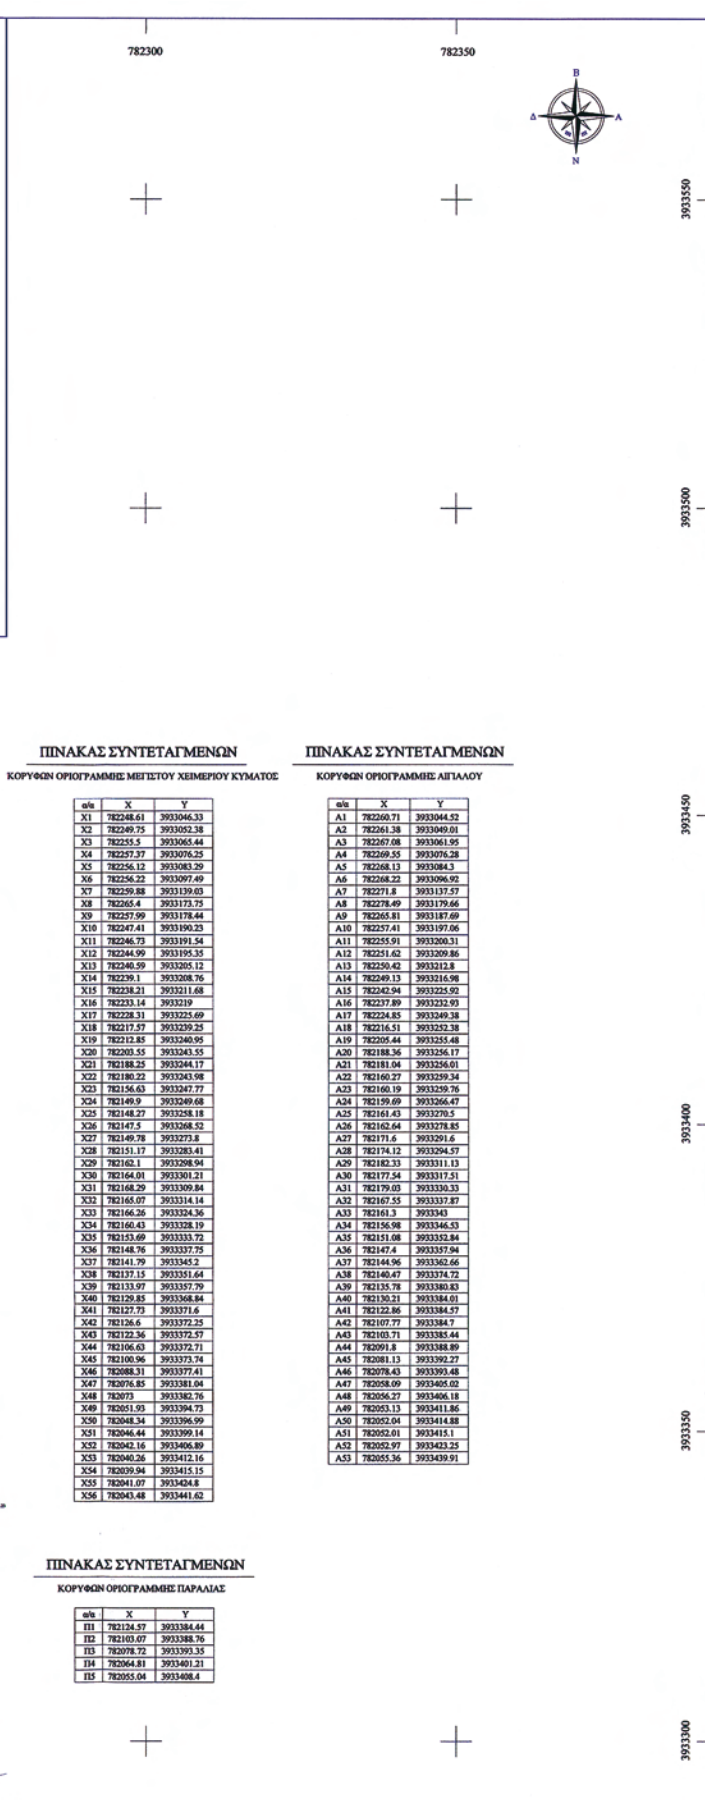 782300 782350
Β
Δ Α
Ν
3933550
3933500
ΠΙΝΑΚΑΣ ΣΥΝΤΕΤΑΓΜΕΝΩΝ
ΚΟΡΥΦΩΝ ΟΡΙΟΓΡΑΜΜΗΣ ΜΕΓΙΣΤΟΥ ΧΕΙΜΕΡΙΟΥ ΚΥΜΑΤΟΣ
α/α X Y
X1 782248.61 3933046.33
X2 782249.75 3933052.38
X3 782255.5 3933065.44
X4 782257.37 3933076.25
X5 782256.12 3933083.29
X6 782256.22 3933097.49
X7 782259.88 3933139.03
X8 782265.4 3933173.75
X9 782257.99 3933178.44
X10 782247.41 3933190.23
X11 782246.73 3933191.54
X12 782244.99 3933195.35
X13 782240.59 3933205.12
X14 782239.1 3933208.76
X15 782238.21 3933211.68
X16 782233.14 3933219
X17 782228.31 3933225.69
X18 782217.57 3933239.25
X19 782212.85 3933240.95
X20 782203.55 3933243.55
X21 782188.25 3933244.17
X22 782180.22 3933243.98
X23 782156.63 3933247.77
X24 782149.9 3933249.68
X25 782148.27 3933258.18
X26 782147.5 3933268.52
X27 782149.78 3933273.8
X28 782151.17 3933283.41
X29 782162.1 3933298.94
X30 782164.01 3933301.21
X31 782168.29 3933309.84
X32 782165.07 3933314.14
X33 782166.26 3933324.36
X34 782160.43 3933328.19
X35 782153.69 3933333.72
X36 782148.76 3933337.75
X37 782141.79 3933345.2
X38 782137.15 3933351.64
X39 782133.97 3933357.79
X40 782129.85 3933368.84
X41 782127.73 3933371.6
X42 782126.6 3933372.25
X43 782122.36 3933372.57
X44 782106.63 3933372.71
X45 782100.96 3933373.74
X46 782088.31 3933377.41
X47 782076.85 3933381.04
X48 782073 3933382.76
X49 782051.93 3933394.73
X50 782048.34 3933396.99
X51 782046.44 3933399.14
X52 782042.16 3933406.89
X53 782040.26 3933412.16
X54 782039.94 3933415.15
X55 782041.07 3933424.8
X56 782043.48 3933441.62
ΠΙΝΑΚΑΣ ΣΥΝΤΕΤΑΓΜΕΝΩΝ
ΚΟΡΥΦΩΝ ΟΡΙΟΓΡΑΜΜΗΣ ΑΙΓΙΑΛΟΥ
α/α X Y
A1 782260.71 3933044.52
A2 782261.38 3933049.01
A3 782267.08 3933061.95
A4 782269.55 3933076.28
A5 782268.13 3933084.3
A6 782268.22 3933096.92
A7 782271.8 3933137.57
A8 782278.49 3933179.66
A9 782265.81 3933187.69
A10 782257.41 3933197.06
A11 782255.91 3933200.31
A12 782251.62 3933209.86
A13 782250.42 3933212.8
A14 782249.13 3933216.98
A15 782242.94 3933225.92
A16 782237.89 3933232.93
A17 782224.85 3933249.38
A18 782216.51 3933252.38
A19 782205.44 3933255.48
A20 782188.36 3933256.17
A21 782181.04 3933256.01
A22 782160.27 3933259.34
A23 782160.19 3933259.76
A24 782159.69 3933266.47
A25 782161.43 3933270.5
A26 782162.64 3933278.85
A27 782171.6 3933291.6
A28 782174.12 3933294.57
A29 782182.33 3933311.13
A30 782177.54 3933317.51
A31 782179.03 3933330.33
A32 782167.55 3933337.87
A33 782161.3 3933343
A34 782156.98 3933346.53
A35 782151.08 3933352.84
A36 782147.4 3933357.94
A37 782144.96 3933362.66
A38 782140.47 3933374.72
A39 782135.78 3933380.83
A40 782130.21 3933384.01
A41 782122.86 3933384.57
A42 782107.77 3933384.7
A43 782103.71 3933385.44
A44 782091.8 3933388.89
A45 782081.13 3933392.27
A46 782078.43 3933393.48
A47 782058.09 3933405.02
A48 782056.27 3933406.18
A49 782053.13 3933411.86
A50 782052.04 3933414.88
A51 782052.01 3933415.1
A52 782052.97 3933423.25
A53 782055.36 3933439.91
3933450
3933400
3933350
ΠΙΝΑΚΑΣ ΣΥΝΤΕΤΑΓΜΕΝΩΝ
ΚΟΡΥΦΩΝ ΟΡΙΟΓΡΑΜΜΗΣ ΠΑΡΑΛΙΑΣ
α/α X Y
Π1 782124.57 3933384.44
Π2 782103.07 3933388.76
Π3 782078.72 3933393.35
Π4 782064.81 3933401.21
Π5 782055.04 3933408.4
3933300